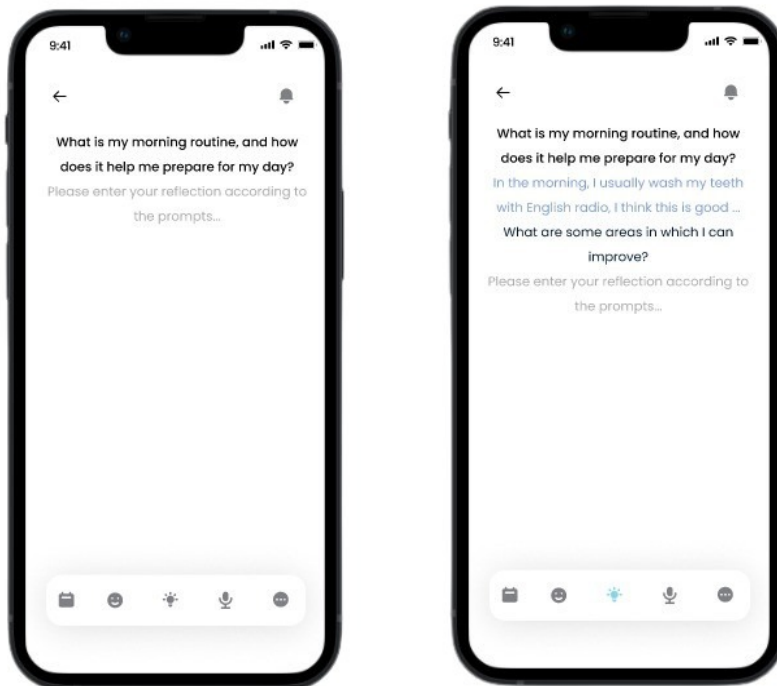 9:41
What is my morning routine, and how
does it help me prepare for my day?
Please enter your reflection according to
the prompts...
9:41
What is my morning routine, and how
does it help me prepare for my day?
In the morning, I usually wash my teeth
with English radio, I think this is good ...
What are some areas in which I can
improve?
Please enter your reflection according to
the prompts...